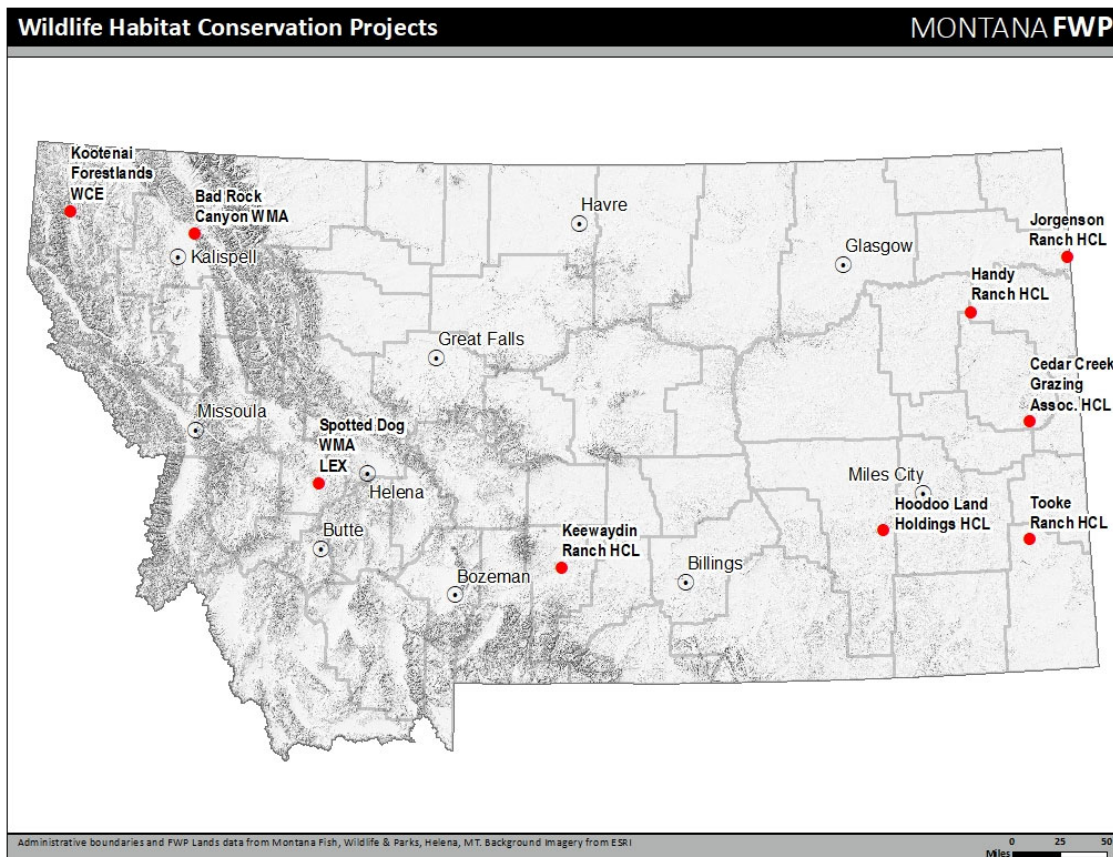 Wildlife Habitat Conservation Projects
MONTANA FWP
Kootenai
Forestlands
WCE
Bad Rock
Canyon WMA
Kalispell
Havre
Glasgow
Jorgenson
Ranch HCL
Handy
Ranch HCL
Great Falls
Cedar Creek
Grazing
Assoc. HCL
Missoula
Spotted Dog
WMA
LEX
Helena
Miles City
Hoodoo Land
Holdings HCL
Tooke
Ranch HCL
Butte
Keewaydin
Ranch HCL
Bozeman
Billings
Administrative boundaries and FWP Lands data from Montana Fish, Wildlife & Parks, Helena, MT. Background Imagery from ESRI
0 25 50
Miles